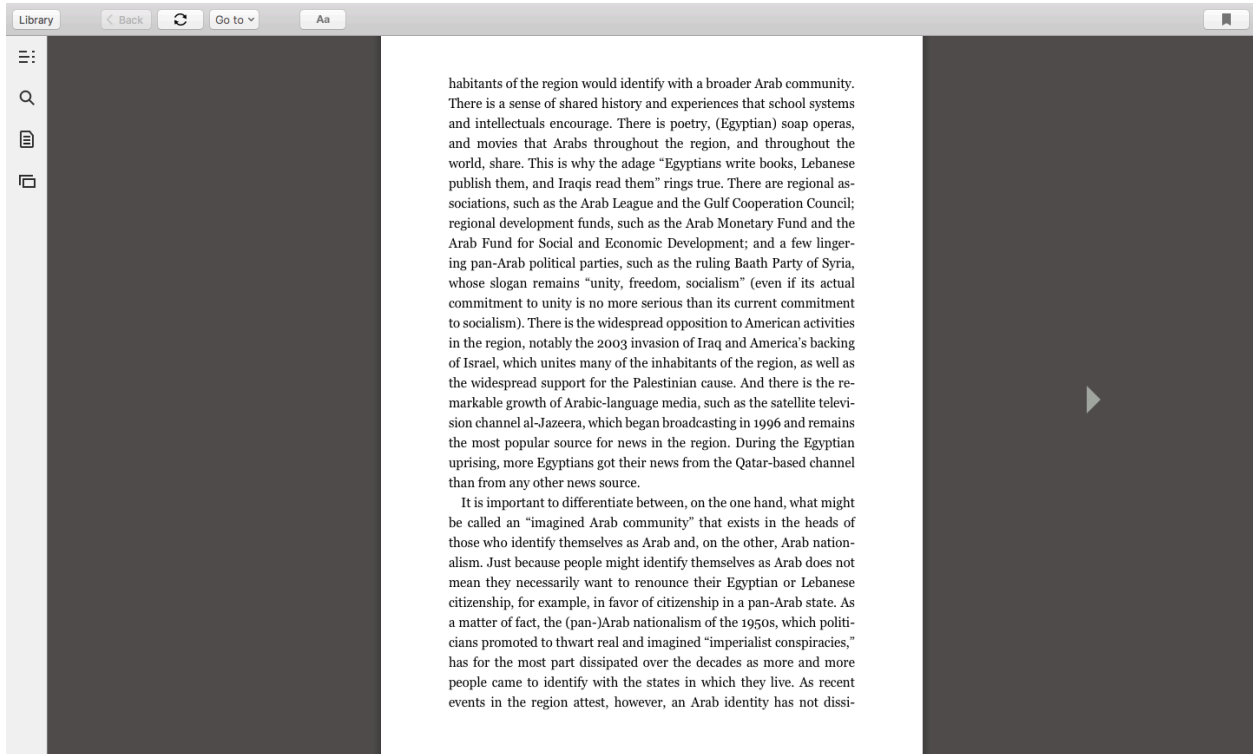 Library
Back
Go to
Aa
habitants of the region would identify with a broader Arab community.
There is a sense of shared history and experiences that school systems
and intellectuals encourage. There is poetry, (Egyptian) soap operas,
and movies that Arabs throughout the region, and throughout the
world, share. This is why the adage “Egyptians write books, Lebanese
publish them, and Iraqis read them” rings true. There are regional as-
sociations, such as the Arab League and the Gulf Cooperation Council;
regional development funds, such as the Arab Monetary Fund and the
Arab Fund for Social and Economic Development; and a few linger-
ing pan-Arab political parties, such as the ruling Baath Party of Syria,
whose slogan remains “unity, freedom, socialism” (even if its actual
commitment to unity is no more serious than its current commitment
to socialism). There is the widespread opposition to American activities
in the region, notably the 2003 invasion of Iraq and America’s backing
of Israel, which unites many of the inhabitants of the region, as well as
the widespread support for the Palestinian cause. And there is the re-
markable growth of Arabic-language media, such as the satellite televi-
sion channel al-Jazeera, which began broadcasting in 1996 and remains
the most popular source for news in the region. During the Egyptian
uprising, more Egyptians got their news from the Qatar-based channel
than from any other news source.
It is important to differentiate between, on the one hand, what might
be called an “imagined Arab community” that exists in the heads of
those who identify themselves as Arab and, on the other, Arab nation-
alism. Just because people might identify themselves as Arab does not
mean they necessarily want to renounce their Egyptian or Lebanese
citizenship, for example, in favor of citizenship in a pan-Arab state. As
a matter of fact, the (pan-)Arab nationalism of the 1950s, which politi-
cians promoted to thwart real and imagined “imperialist conspiracies,”
has for the most part dissipated over the decades as more and more
people came to identify with the states in which they live. As recent
events in the region attest, however, an Arab identity has not dissi-